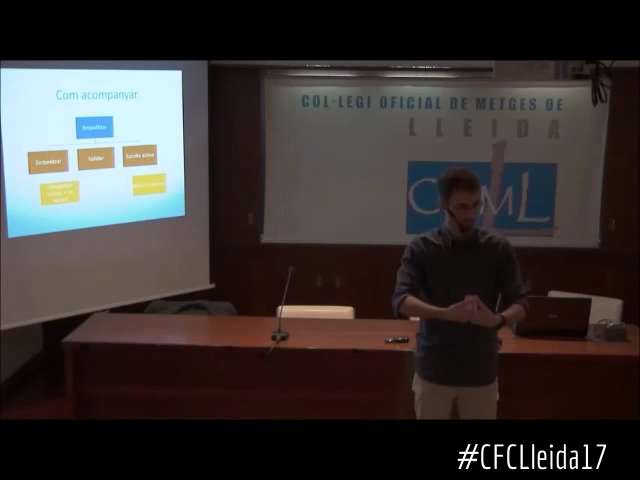 Com acompanyar
Empatitzar
Sintonitzar
Validar
Escolta activa
COL·LEGI OFICIAL DE METGES DE
LLEIDA
#CFCLleida17